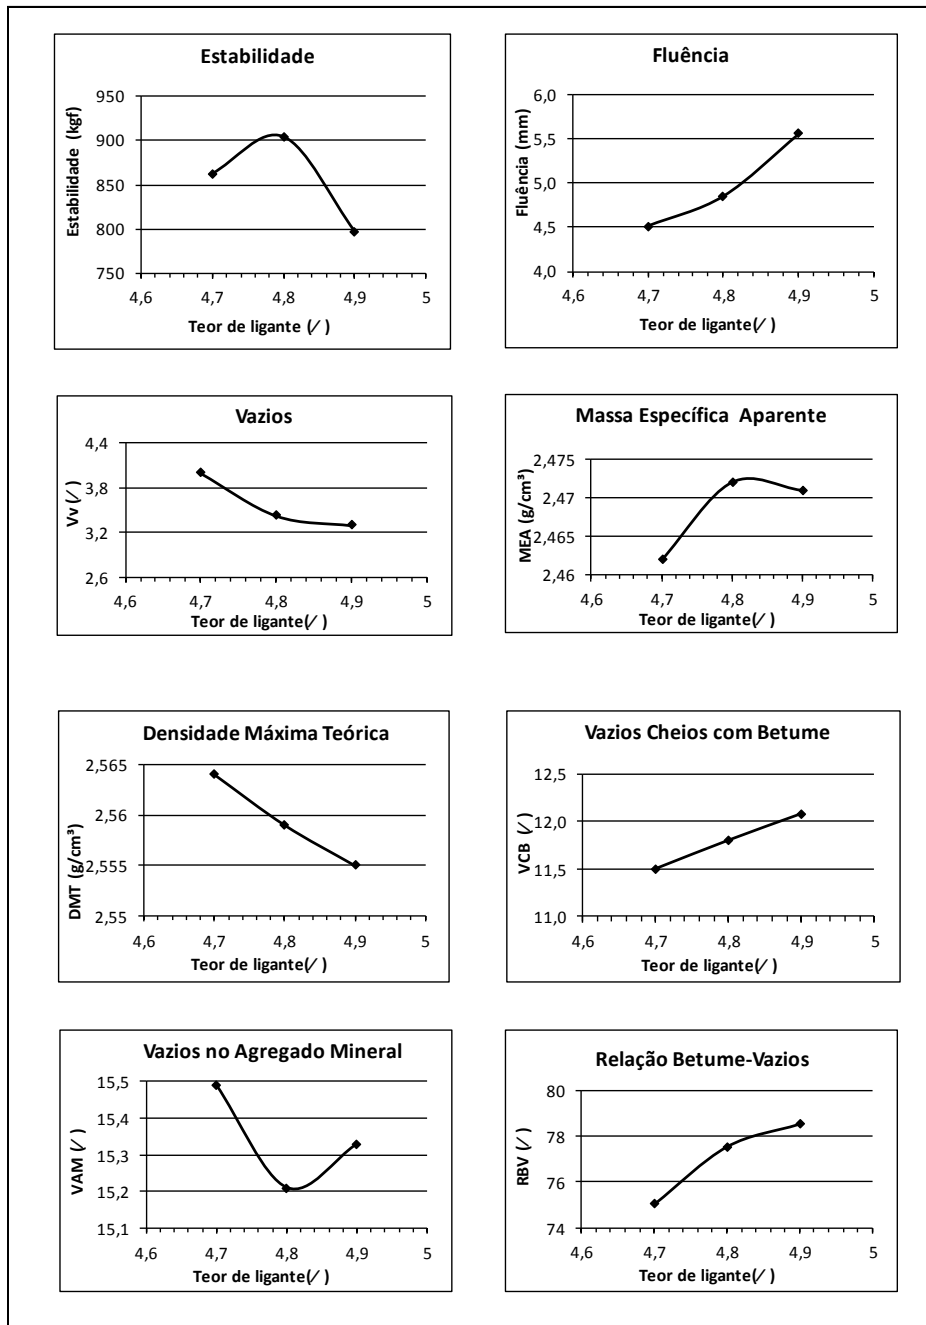 Estabilidade
Estabilidade (kgf)
950
900
850
800
750
4,6 4,7 4,8 4,9 5
Teor de ligante (⁄ )
Fluência
Fluência (mm)
6,0
5,5
5,0
4,5
4,0
4,6 4,7 4,8 4,9 5
Teor de ligante(⁄ )
Vazios
Vv (⁄ )
4,4
3,8
3,2
2,6
4,6 4,7 4,8 4,9 5
Teor de ligante(⁄ )
Massa Específica Aparente
MEA (g/cm³)
2,475
2,47
2,465
2,46
4,6 4,7 4,8 4,9 5
Teor de ligante(⁄ )
Densidade Máxima Teórica
DMT (g/cm³)
2,565
2,56
2,555
2,55
4,6 4,7 4,8 4,9 5
Teor de ligante(⁄ )
Vazios Cheios com Betume
VCB (⁄ )
12,5
12,0
11,5
11,0
4,6 4,7 4,8 4,9 5
Teor de ligante(⁄ )
Vazios no Agregado Mineral
VAM (⁄ )
15,5
15,4
15,3
15,2
15,1
4,6 4,7 4,8 4,9 5
Teor de ligante(⁄ )
Relação Betume-Vazios
RBV (⁄ )
80
78
76
74
4,6 4,7 4,8 4,9 5
Teor de ligante(⁄ )